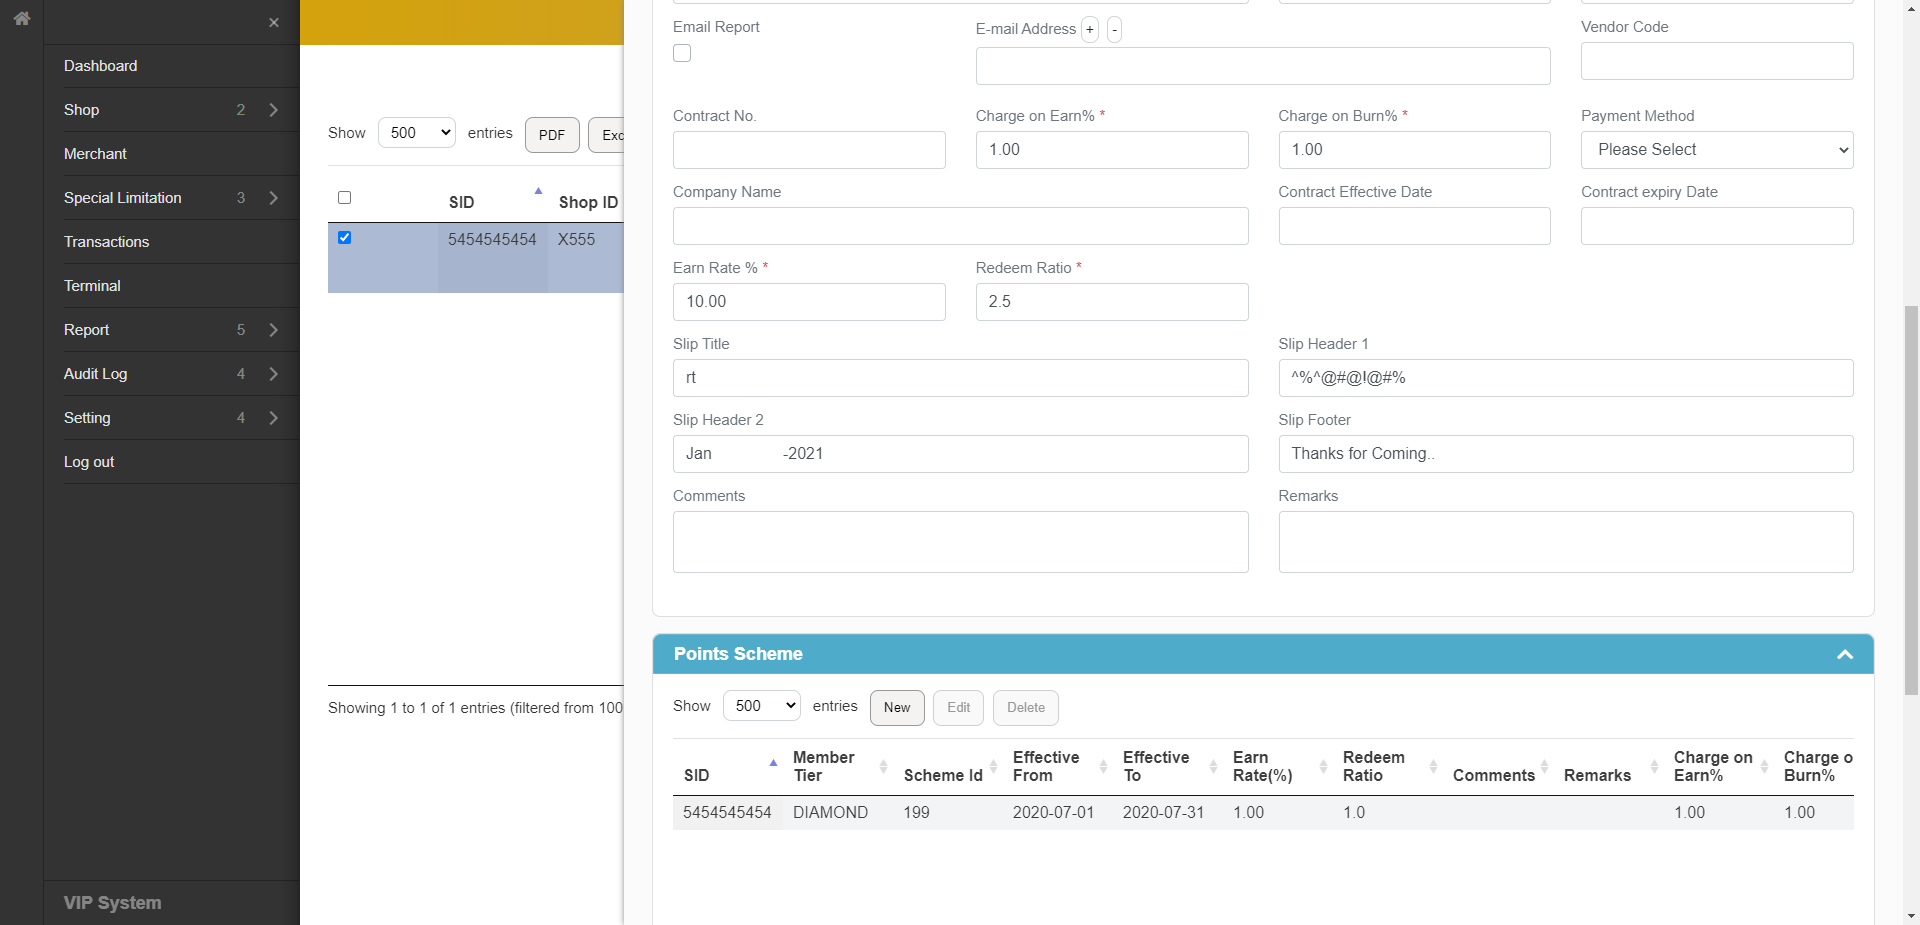 ×
Dashboard
Shop 2
Merchant
Special Limitation 3
Transactions
Terminal
Report 5
Audit Log 4
Setting 4
Log out
VIP System
Show 500 entries PDF Exc
SID Shop ID
5454545454 X555
Showing 1 to 1 of 1 entries (filtered from 100
Email Report
E-mail Address + -
Vendor Code
Contract No.
Charge on Earn% *
1.00
Charge on Burn% *
1.00
Payment Method
Please Select
Company Name
Contract Effective Date
Contract expiry Date
Earn Rate % *
10.00
Redeem Ratio *
2.5
Slip Title
rt
Slip Header 1
^%^@#@!@#%
Slip Header 2
Jan -2021
Slip Footer
Thanks for Coming..
Comments
Remarks
Points Scheme
Show 500 entries New Edit Delete
SID
Member
Tier
Scheme Id
Effective
From
Effective
To
Earn
Rate(%)
Redeem
Ratio
Comments
Remarks
Charge on
Earn%
Charge o
Burn%
5454545454 DIAMOND 199 2020-07-01 2020-07-31 1.00 1.0 1.00 1.00